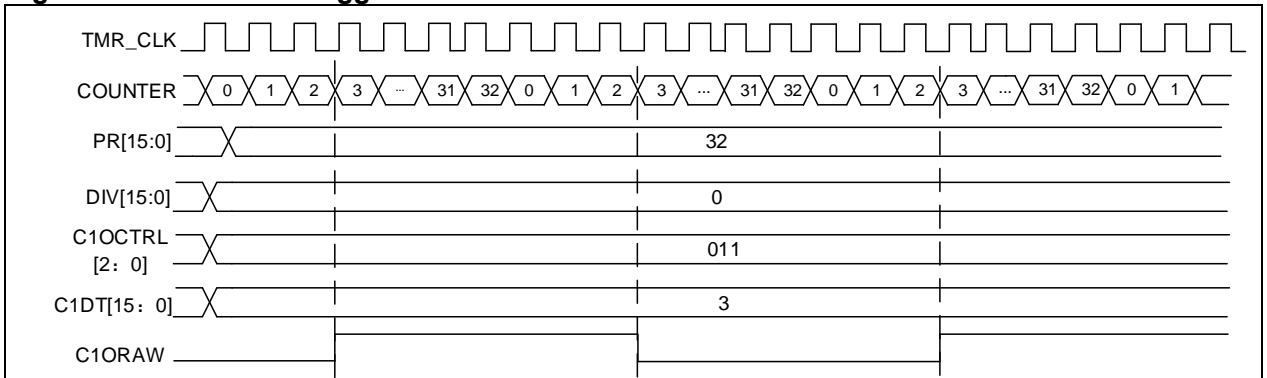 TMR_CLK
COUNTER 0 1 2 3 ... 31 32 0 1 2 3 ... 31 32 0 1 2 3 ... 31 32 0 1
PR[15:0] 32
DIV[15:0] 0
C1OCTRL
[2：0] 011
C1DT[15：0] 3
C1ORAW